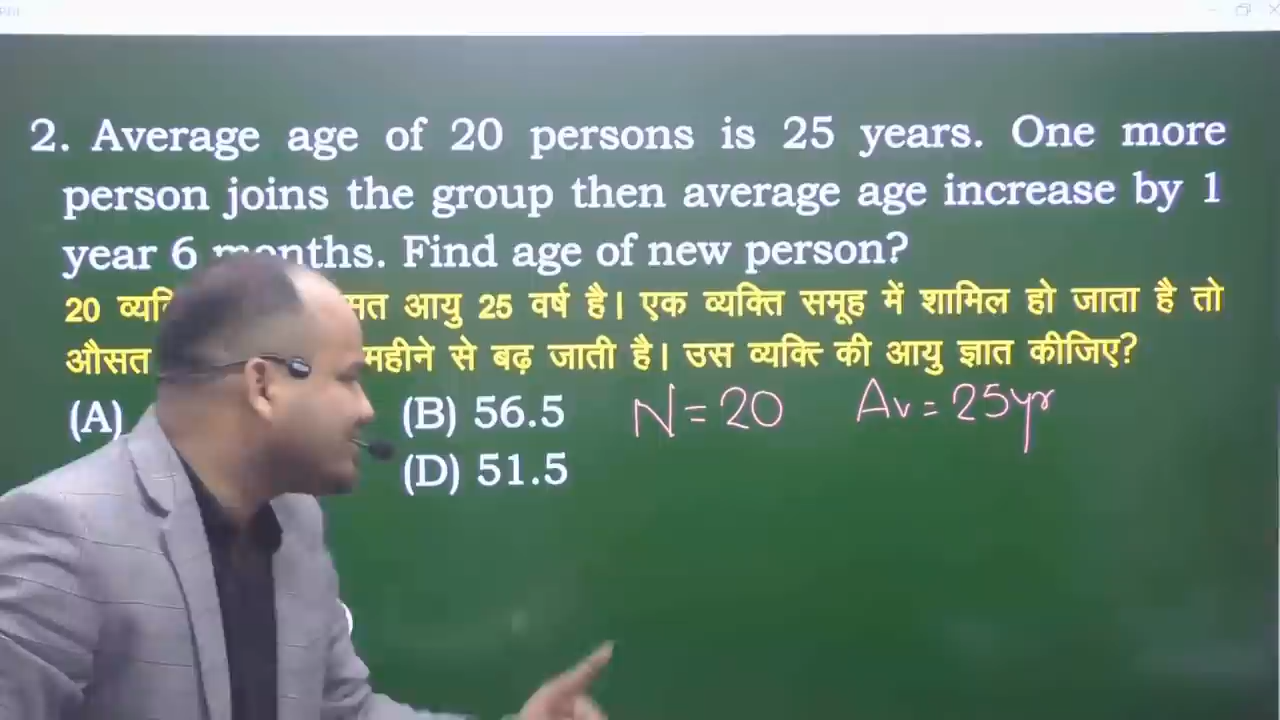 2. Average age of 20 persons is 25 years. One more
person joins the group then average age increase by 1
year 6 months. Find age of new person?
20 आयु 25 वर्ष है। एक व्यक्ति समूह में शामिल हो जाता है तो
औसत महीने से बढ़ जाती है। उस व्यक्ति की आयु ज्ञात कीजिए?
(A) (B) 56.5 N = 20 Av = 25yr
(D) 51.5